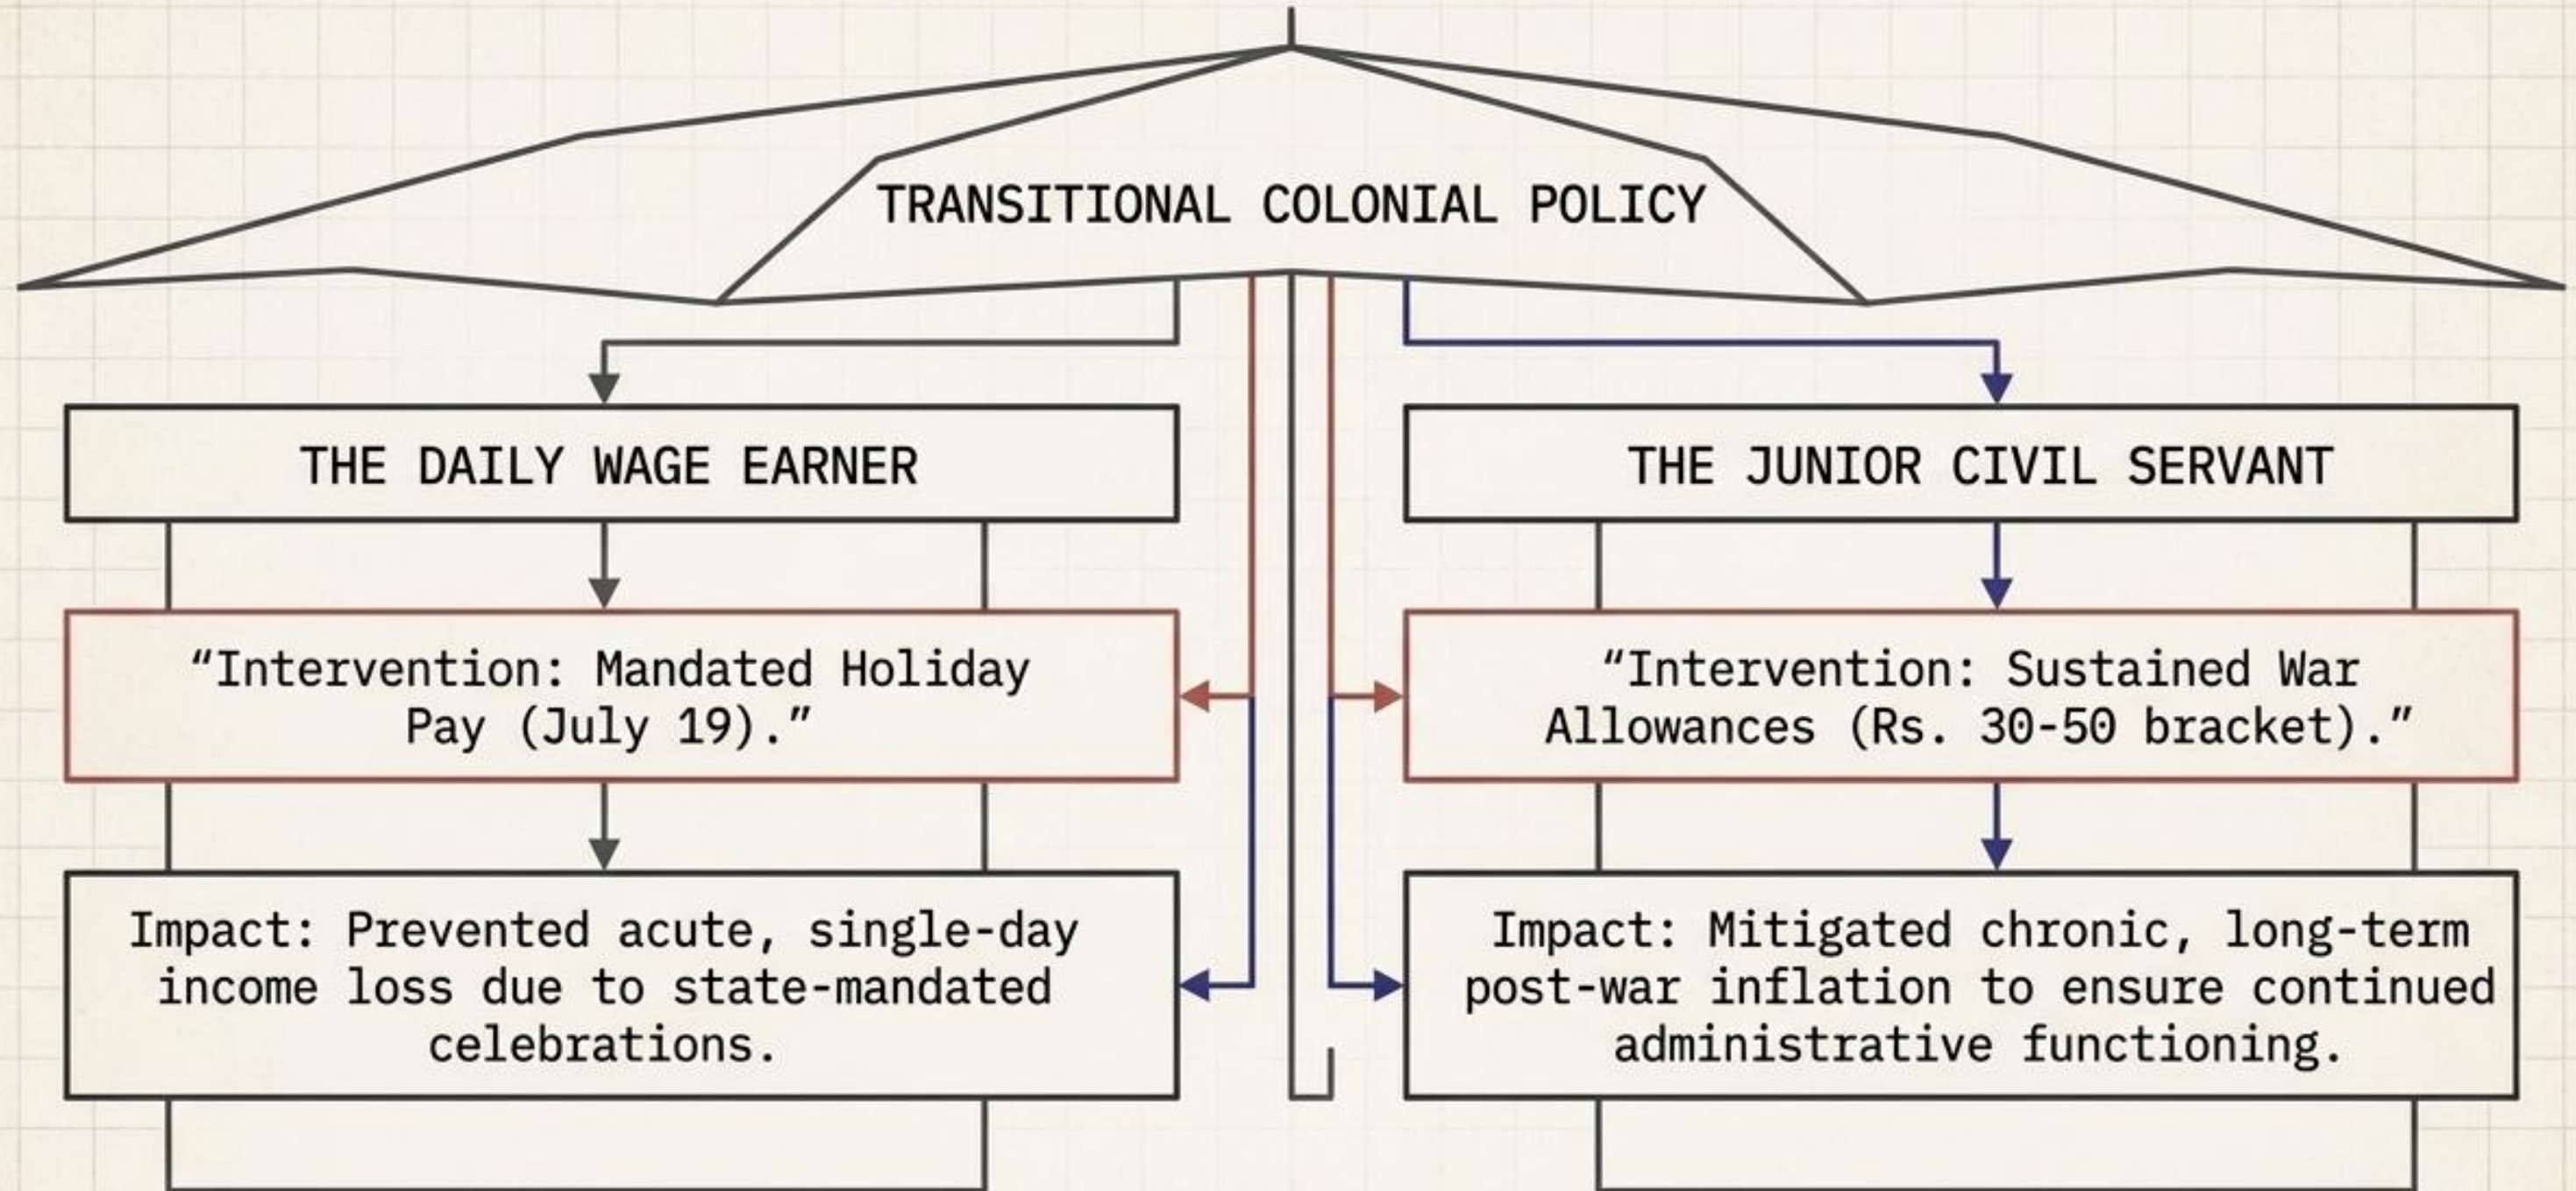 TRANSITIONAL COLONIAL POLICY
THE DAILY WAGE EARNER
“Intervention: Mandated Holiday
Pay (July 19).”
Impact: Prevented acute, single-day
income loss due to state-mandated
celebrations.
THE JUNIOR CIVIL SERVANT
“Intervention: Sustained War
Allowances (Rs. 30-50 bracket).”
Impact: Mitigated chronic, long-term
post-war inflation to ensure continued
administrative functioning.